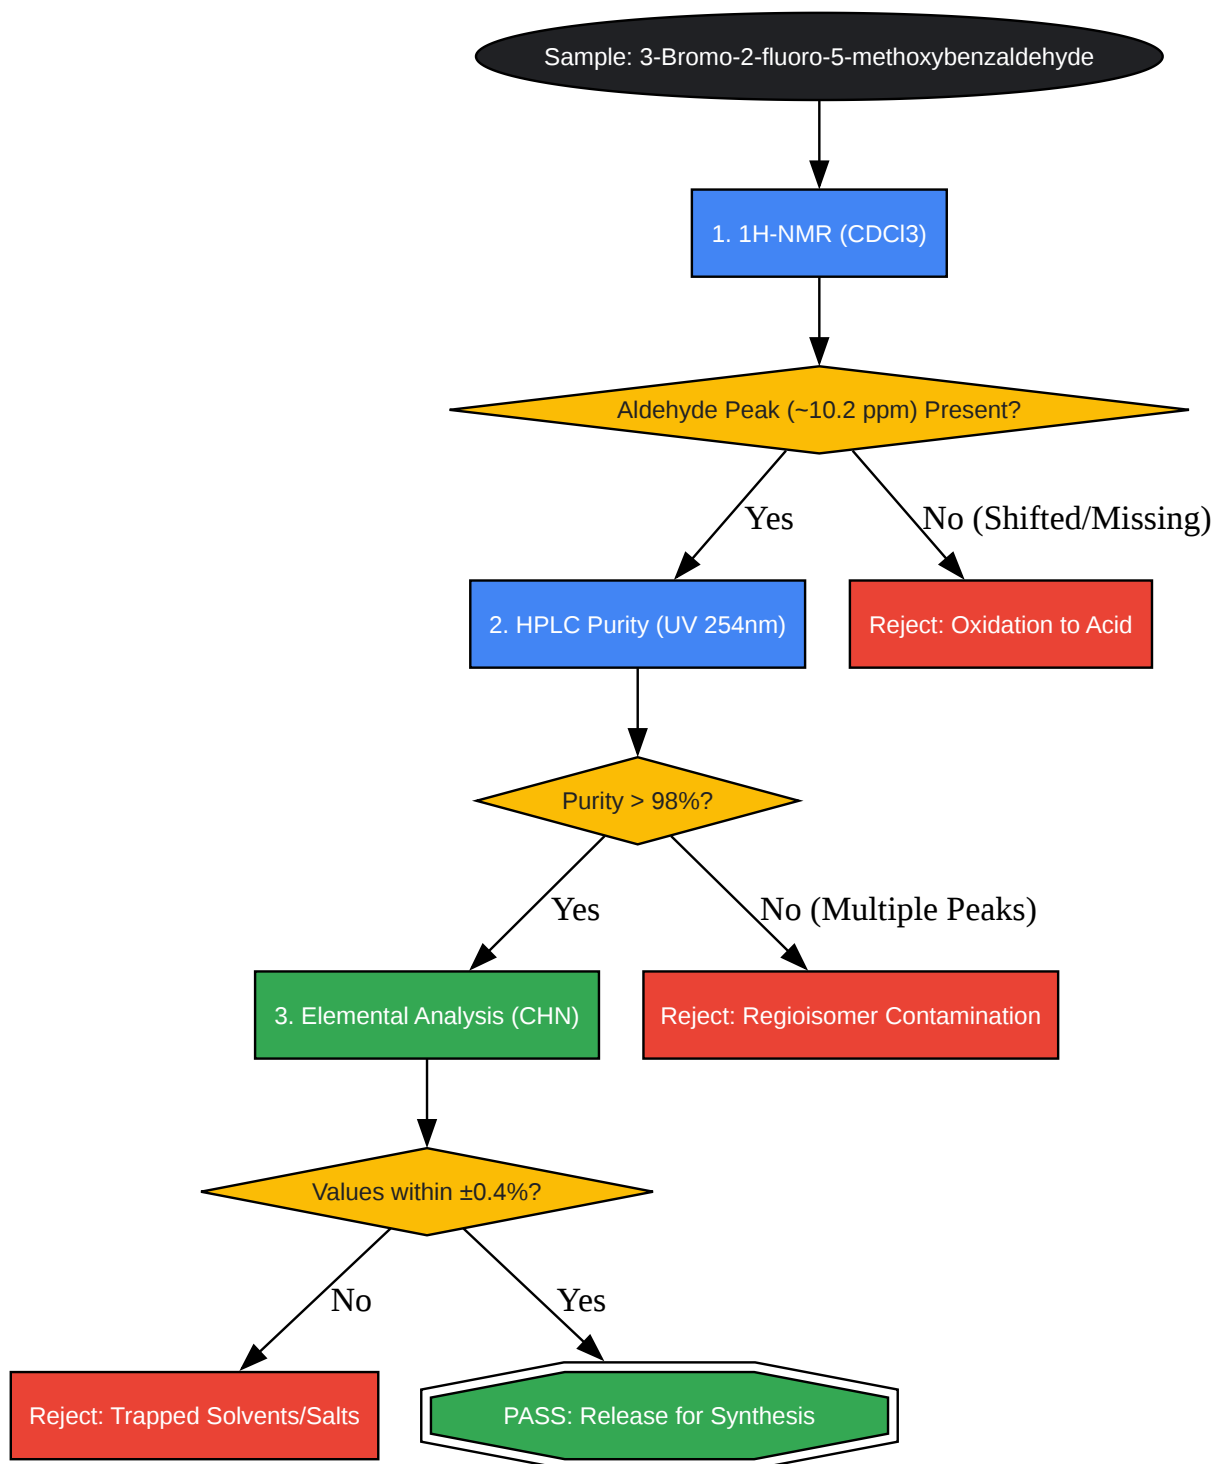 Sample: 3-Bromo-2-fluoro-5-methoxybenzaldehyde
1. 1H-NMR (CDCl3)
Aldehyde Peak (~10.2 ppm) Present?
Yes
No (Shifted/Missing)
2. HPLC Purity (UV 254nm)
Reject: Oxidation to Acid
Purity > 98%?
Yes
No (Multiple Peaks)
3. Elemental Analysis (CHN)
Reject: Regioisomer Contamination
Values within ±0.4%?
No
Yes
Reject: Trapped Solvents/Salts
PASS: Release for Synthesis